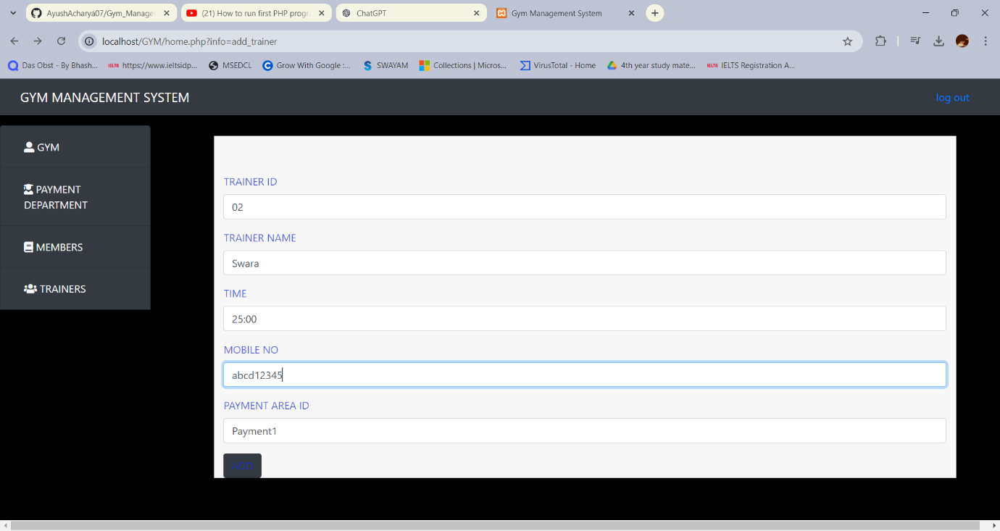 AyushAcharya07/Gym_Manage
(21) How to run first PHP progr
ChatGPT
Gym Management System
localhost/GYM/home.php?info=add_trainer
Das Obst - By Bhash...
IELTS https://www.ieltsidp...
MSEDCL
Grow With Google :...
SWAYAM
Collections | Micros...
VirusTotal - Home
4th year study mate...
IELTS IELTS Registration A...
GYM MANAGEMENT SYSTEM
log out
GYM
PAYMENT
DEPARTMENT
MEMBERS
TRAINERS
TRAINER ID
02
TRAINER NAME
Swara
TIME
25:00
MOBILE NO
abcd12345
PAYMENT AREA ID
Payment1
ADD